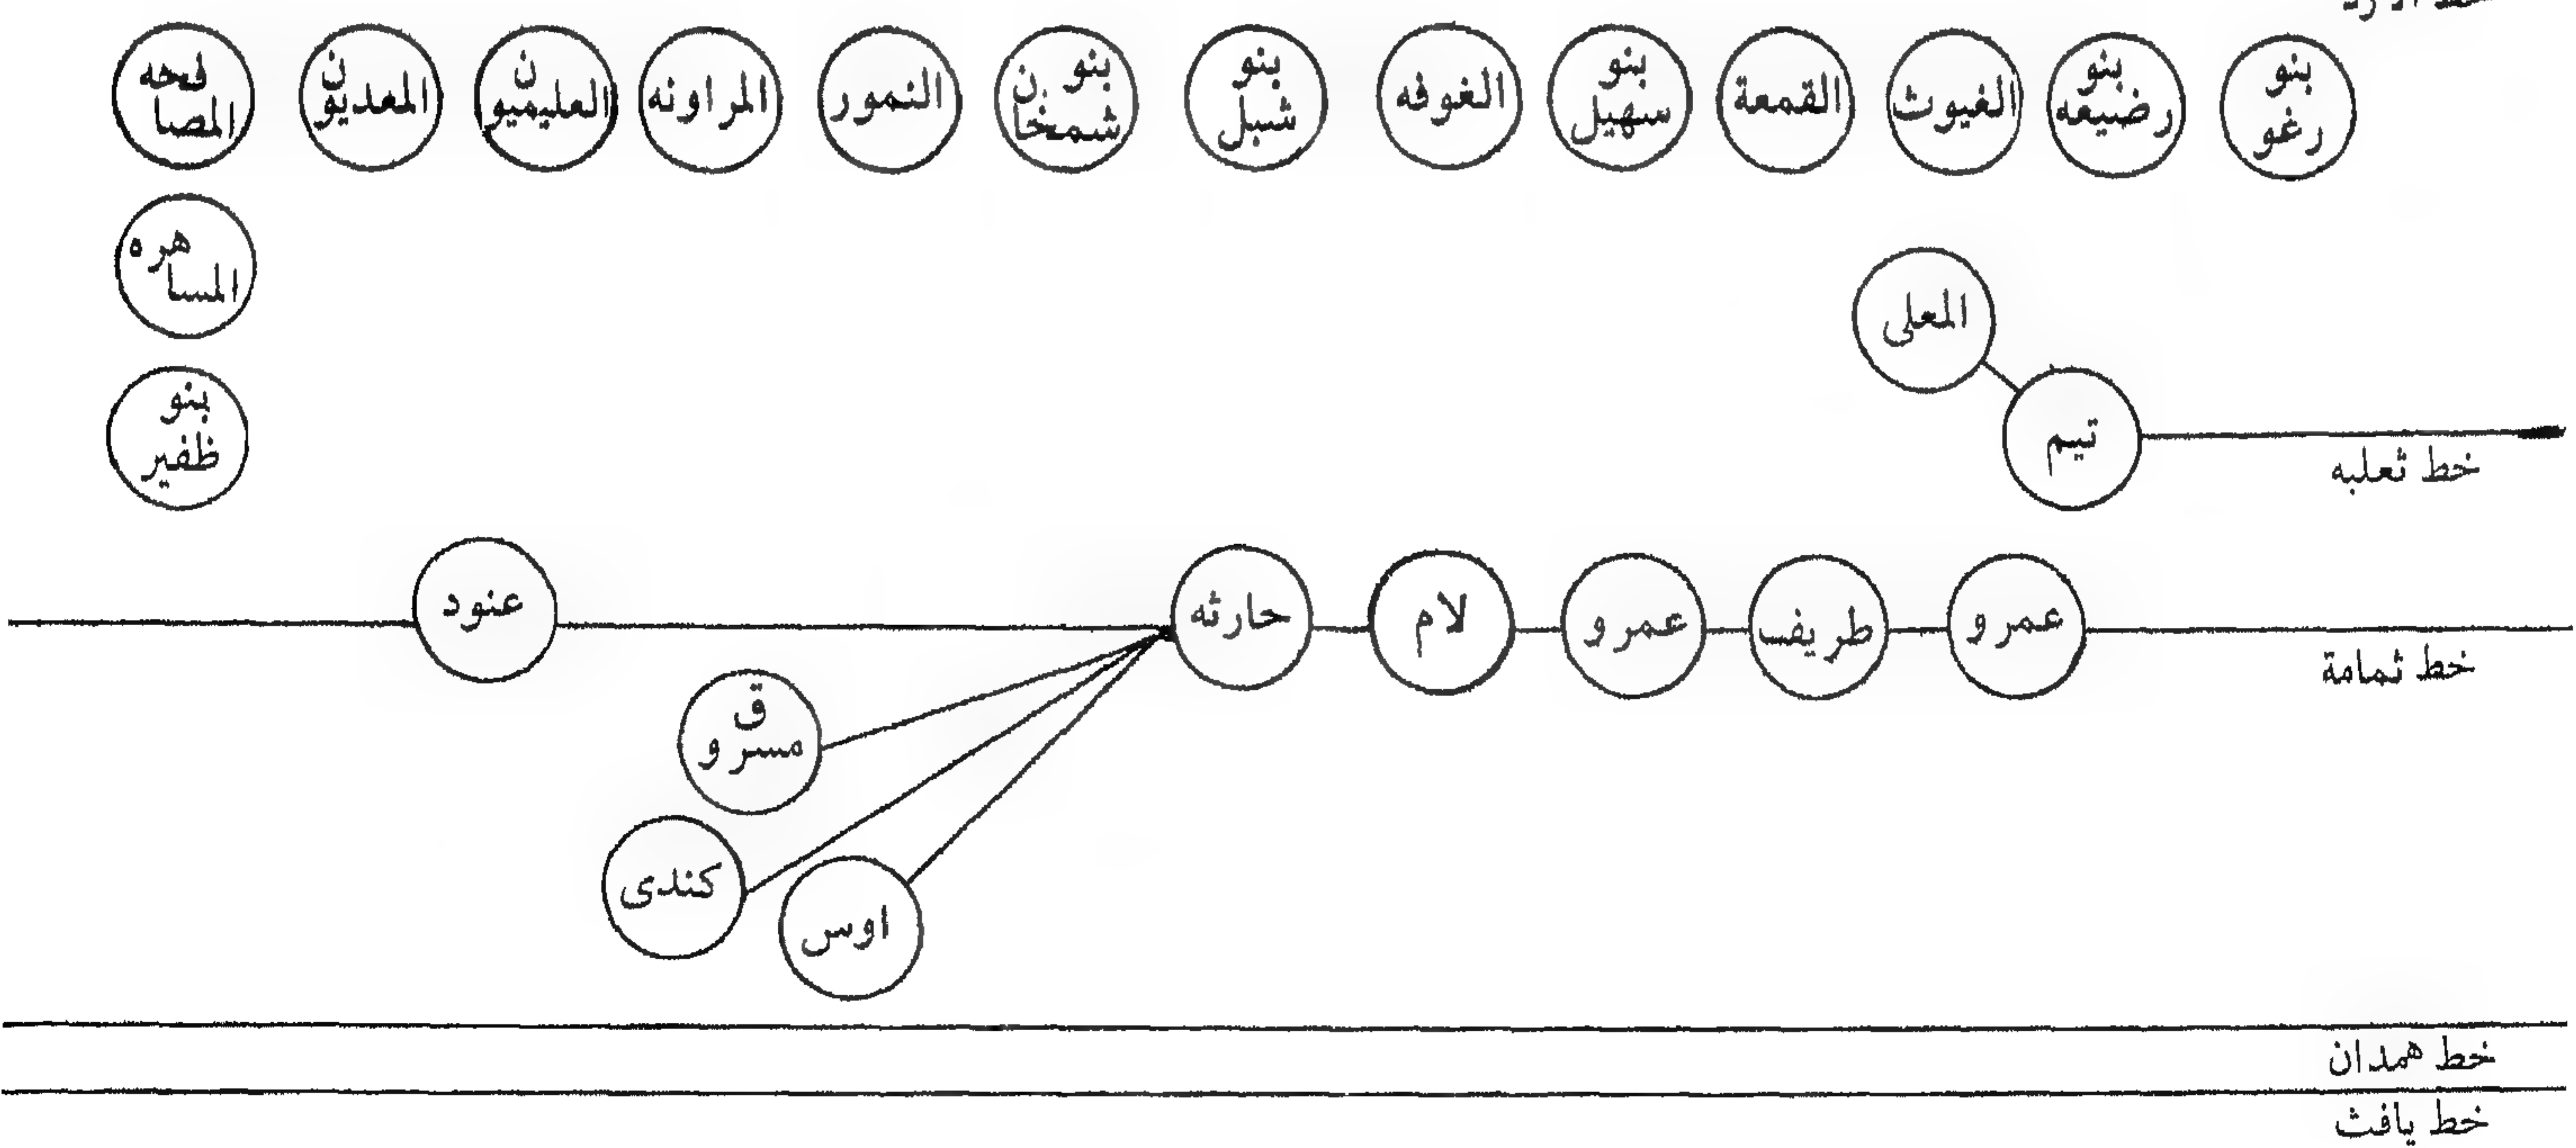 بنو رغو
بنو رضيعه
الغيوث
القمعة
بنو سهيل
الغوفه
بنو شبل
بنو شمخان
النمور
المراونه
العليميون
المعديون
المصافحه
المساهره
بنو ظفير
المعلى
تيم
خط ثعلبه
عمرو
طريف
عمرو
لام
حارثه
عنود
خط ثمامة
مسروق
كندى
اوس
خط همدان
خط يافث